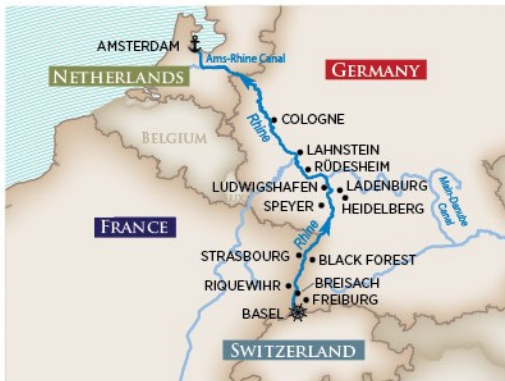 AMSTERDAM
Ams-Rhine Canal
NETHERLANDS
GERMANY
COLOGNE
Rhine
BELGIUM
LAHNSTEIN
RÜDESHEIM
LUDWIGSHAFEN
LADENBURG
SPEYER
HEIDELBERG
Main-Danube
Canal
FRANCE
Rhine
STRASBOURG
BLACK FOREST
RIQUEWIHR
BREISACH
FREIBURG
BASEL
SWITZERLAND